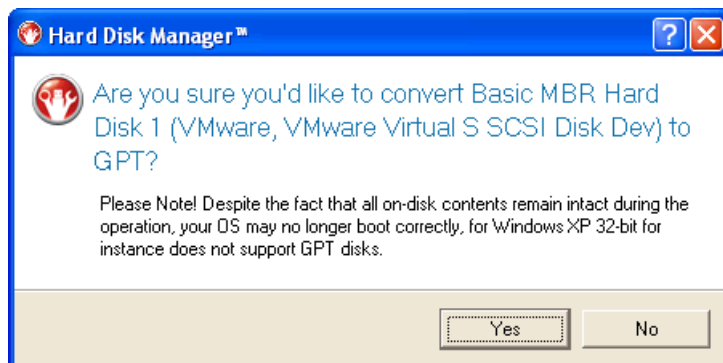 Hard Disk Manager™
Are you sure you'd like to convert Basic MBR Hard
Disk 1 (VMware, VMware Virtual S SCSI Disk Dev) to
GPT?
Please Note! Despite the fact that all on-disk contents remain intact during the
operation, your OS may no longer boot correctly, for Windows XP 32-bit for
instance does not support GPT disks.
Yes
No